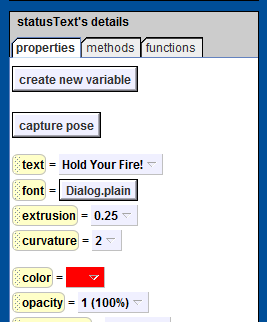 statusText's details
properties methods functions
create new variable
capture pose
text = Hold Your Fire!
font = Dialog.plain
extrusion = 0.25
curvature = 2
color =
opacity = 1 (100%)